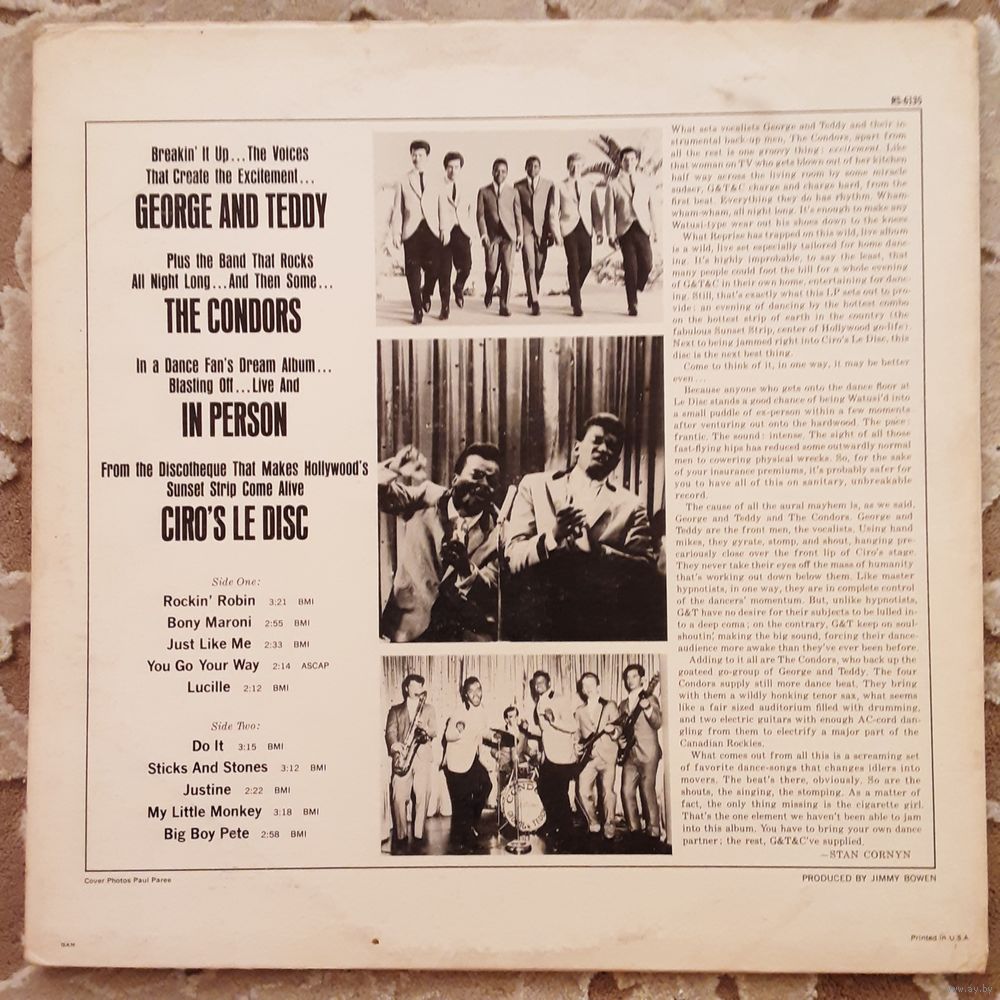 RS-6135
Breakin' It Up...The Voices
That Create the Excitement...
GEORGE AND TEDDY
Plus the Band That Rocks
All Night Long...And Then Some...
THE CONDORS
In a Dance Fan's Dream Album...
Blasting Off...Live And
IN PERSON
From the Discotheque That Makes Hollywood's
Sunset Strip Come Alive
CIRO'S LE DISC
Side One:
Rockin' Robin 3:21 BMI
Bony Maroni 2:55 BMI
Just Like Me 2:33 BMI
You Go Your Way 2:14 ASCAP
Lucille 2:12 BMI
Side Two:
Do It 3:15 BMI
Sticks And Stones 3:12 BMI
Justine 2:22 BMI
My Little Monkey 3:18 BMI
Big Boy Pete 2:58 BMI
What sets vocalists George and Teddy and their in-
strumental back-up men, The Condors, apart from
all the rest is one groovy thing: excitement. Like
that woman on TV who gets blown out of her kitchen
half way across the living room by some miracle
sudser, G&T&C charge and charge hard, from the
first beat. Everything they do has rhythm. Wham-
wham-wham, all night long. It's enough to make any
Watusi-type wear out his shoes down to the knees
What Reprise has trapped on this wild, live album
is a wild, live set especially tailored for home danc-
ing. It's highly improbable, to say the least, that
many people could foot the bill for a whole evening
of G&T&C in their own home, entertaining for danc-
ing. Still, that's exactly what this LP sets out to pro-
vide: an evening of dancing by the hottest combo
on the hottest strip of earth in the country (the
fabulous Sunset Strip, center of Hollywood go-life).
Next to being jammed right into Ciro's Le Disc, this
disc is the next best thing.
Come to think of it, in one way, it may be better
even...
Because anyone who gets onto the dance floor at
Le Disc stands a good chance of being Watusi'd into
a small puddle of ex-person within a few moments
after venturing out onto the hardwood. The pace:
frantic. The sound: intense. The sight of all those
fast-flying hips has reduced some outwardly normal
men to cowering physical wrecks. So, for the sake
of your insurance premiums, it's probably safer for
you to have all of this on sanitary, unbreakable
record.
The cause of all the aural mayhem is, as we said,
George and Teddy and The Condors. George and
Teddy are the front men, the vocalists. Using hand
mikes, they gyrate, stomp, and shout, hanging pre-
cariously close over the front lip of Ciro's stage.
They never take their eyes off the mass of humanity
that's working out down below them. Like master
hypnotists, in one way, they are in complete control
of the dancers' momentum. But, unlike hypnotists,
G&T have no desire for their subjects to be lulled in-
to a deep coma; on the contrary, G&T keep on soul-
shoutin' making the big sound, forcing their dance-
audience more awake than they've ever been before.
Adding to it all are The Condors, who back up the
goateed go-group of George and Teddy. The four
Condors supply still more dance beat. They bring
with them a wildly honking tenor sax, what seems
like a fair sized auditorium filled with drumming,
and two electric guitars with enough AC-cord dan-
gling from them to electrify a major part of the
Canadian Rockies.
What comes out from all this is a screaming set
of favorite dance-songs that changes idlers into
movers. The beat's there, obviously. So are the
shouts, the singing, the stomping. As a matter of
fact, the only thing missing is the cigarette girl.
That's the one element we haven't been able to jam
into this album. You have to bring your own dance
partner; the rest, G&T&C've supplied.
—STAN CORNYN
Cover Photos Paul Paree
PRODUCED BY JIMMY BOWEN
Printed in U.S.A.
www.ay.by